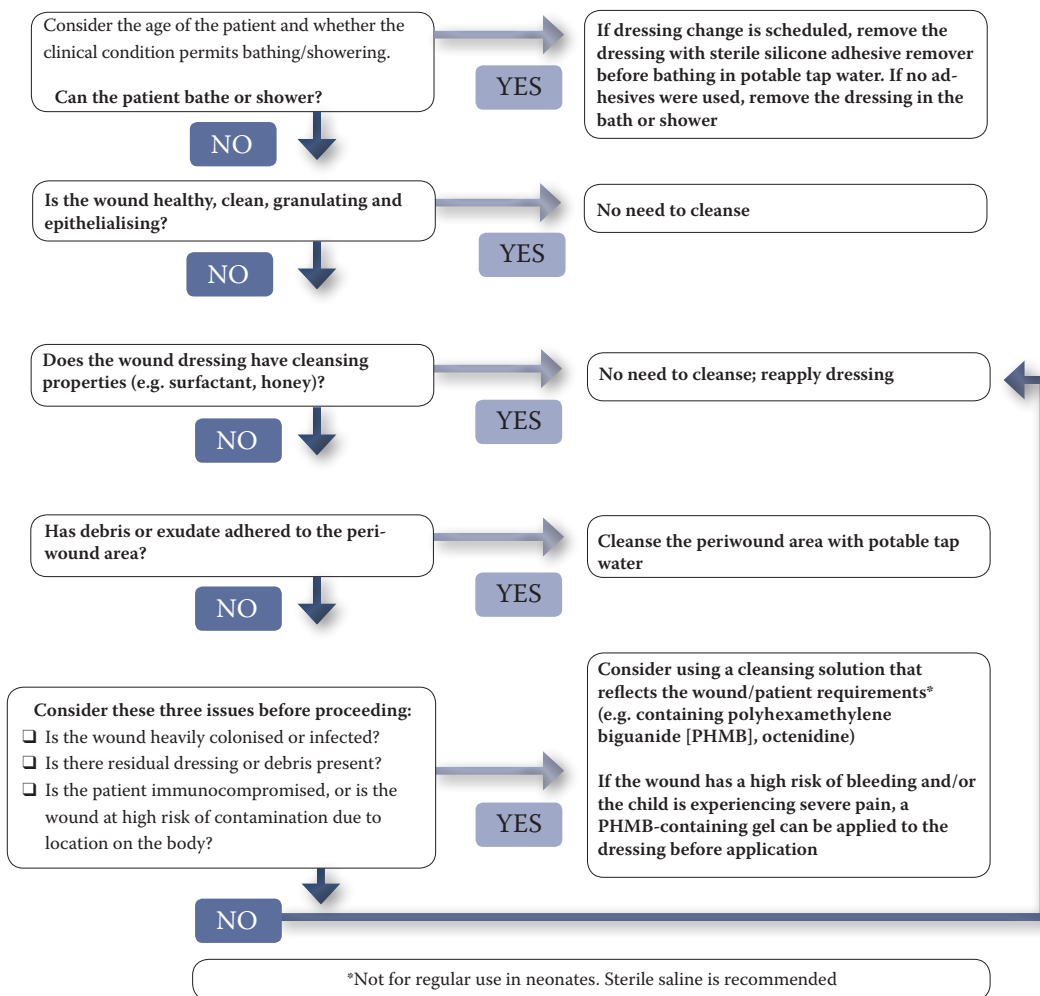 Consider the age of the patient and whether the
clinical condition permits bathing/showering.
Can the patient bathe or shower?
YES
If dressing change is scheduled, remove the
dressing with sterile silicone adhesive remover
before bathing in potable tap water. If no ad-
hesives were used, remove the dressing in the
bath or shower
NO
Is the wound healthy, clean, granulating and
epithelialising?
YES
No need to cleanse
NO
Does the wound dressing have cleansing
properties (e.g. surfactant, honey)?
YES
No need to cleanse; reapply dressing
NO
Has debris or exudate adhered to the peri-
wound area?
YES
Cleanse the periwound area with potable tap
water
NO
Consider these three issues before proceeding:
❑ Is the wound heavily colonised or infected?
❑ Is there residual dressing or debris present?
❑ Is the patient immunocompromised, or is the
wound at high risk of contamination due to
location on the body?
YES
Consider using a cleansing solution that
reflects the wound/patient requirements*
(e.g. containing polyhexamethylene
biguanide [PHMB], octenidine)
If the wound has a high risk of bleeding and/or
the child is experiencing severe pain, a
PHMB-containing gel can be applied to the
dressing before application
NO
*Not for regular use in neonates. Sterile saline is recommended